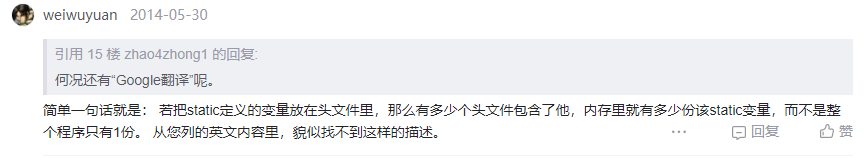 weiwuyuan 2014-05-30
引用 15 楼 zhao4zhong1 的回复:
何况还有“Google翻译”呢。
简单一句话就是： 若把static定义的变量放在头文件里，那么有多少个头文件包含了他，内存里就有多少份该static变量，而不是整
个程序只有1份。 从您列的英文内容里，貌似找不到这样的描述。
··· 回复 赞